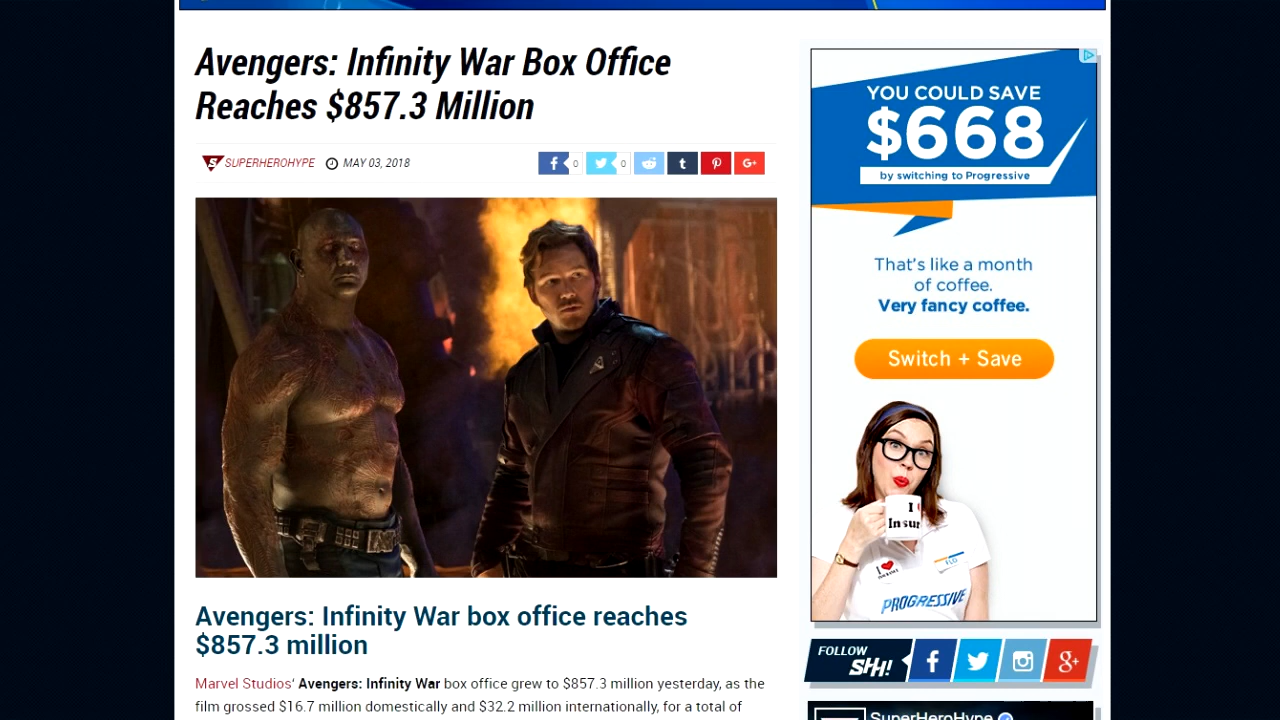 Avengers: Infinity War Box Office
Reaches $857.3 Million
SUPERHEROHYPE MAY 03, 2018
0 0
Avengers: Infinity War box office reaches
$857.3 million
Marvel Studios' Avengers: Infinity War box office grew to $857.3 million yesterday, as the
film grossed $16.7 million domestically and $32.2 million internationally, for a total of
YOU COULD SAVE
$668
by switching to Progressive
That's like a month
of coffee.
Very fancy coffee.
Switch + Save
I
Insur
I
FLO
PROGRESSIVE
FOLLOW
SHH!
SuperHeroHype